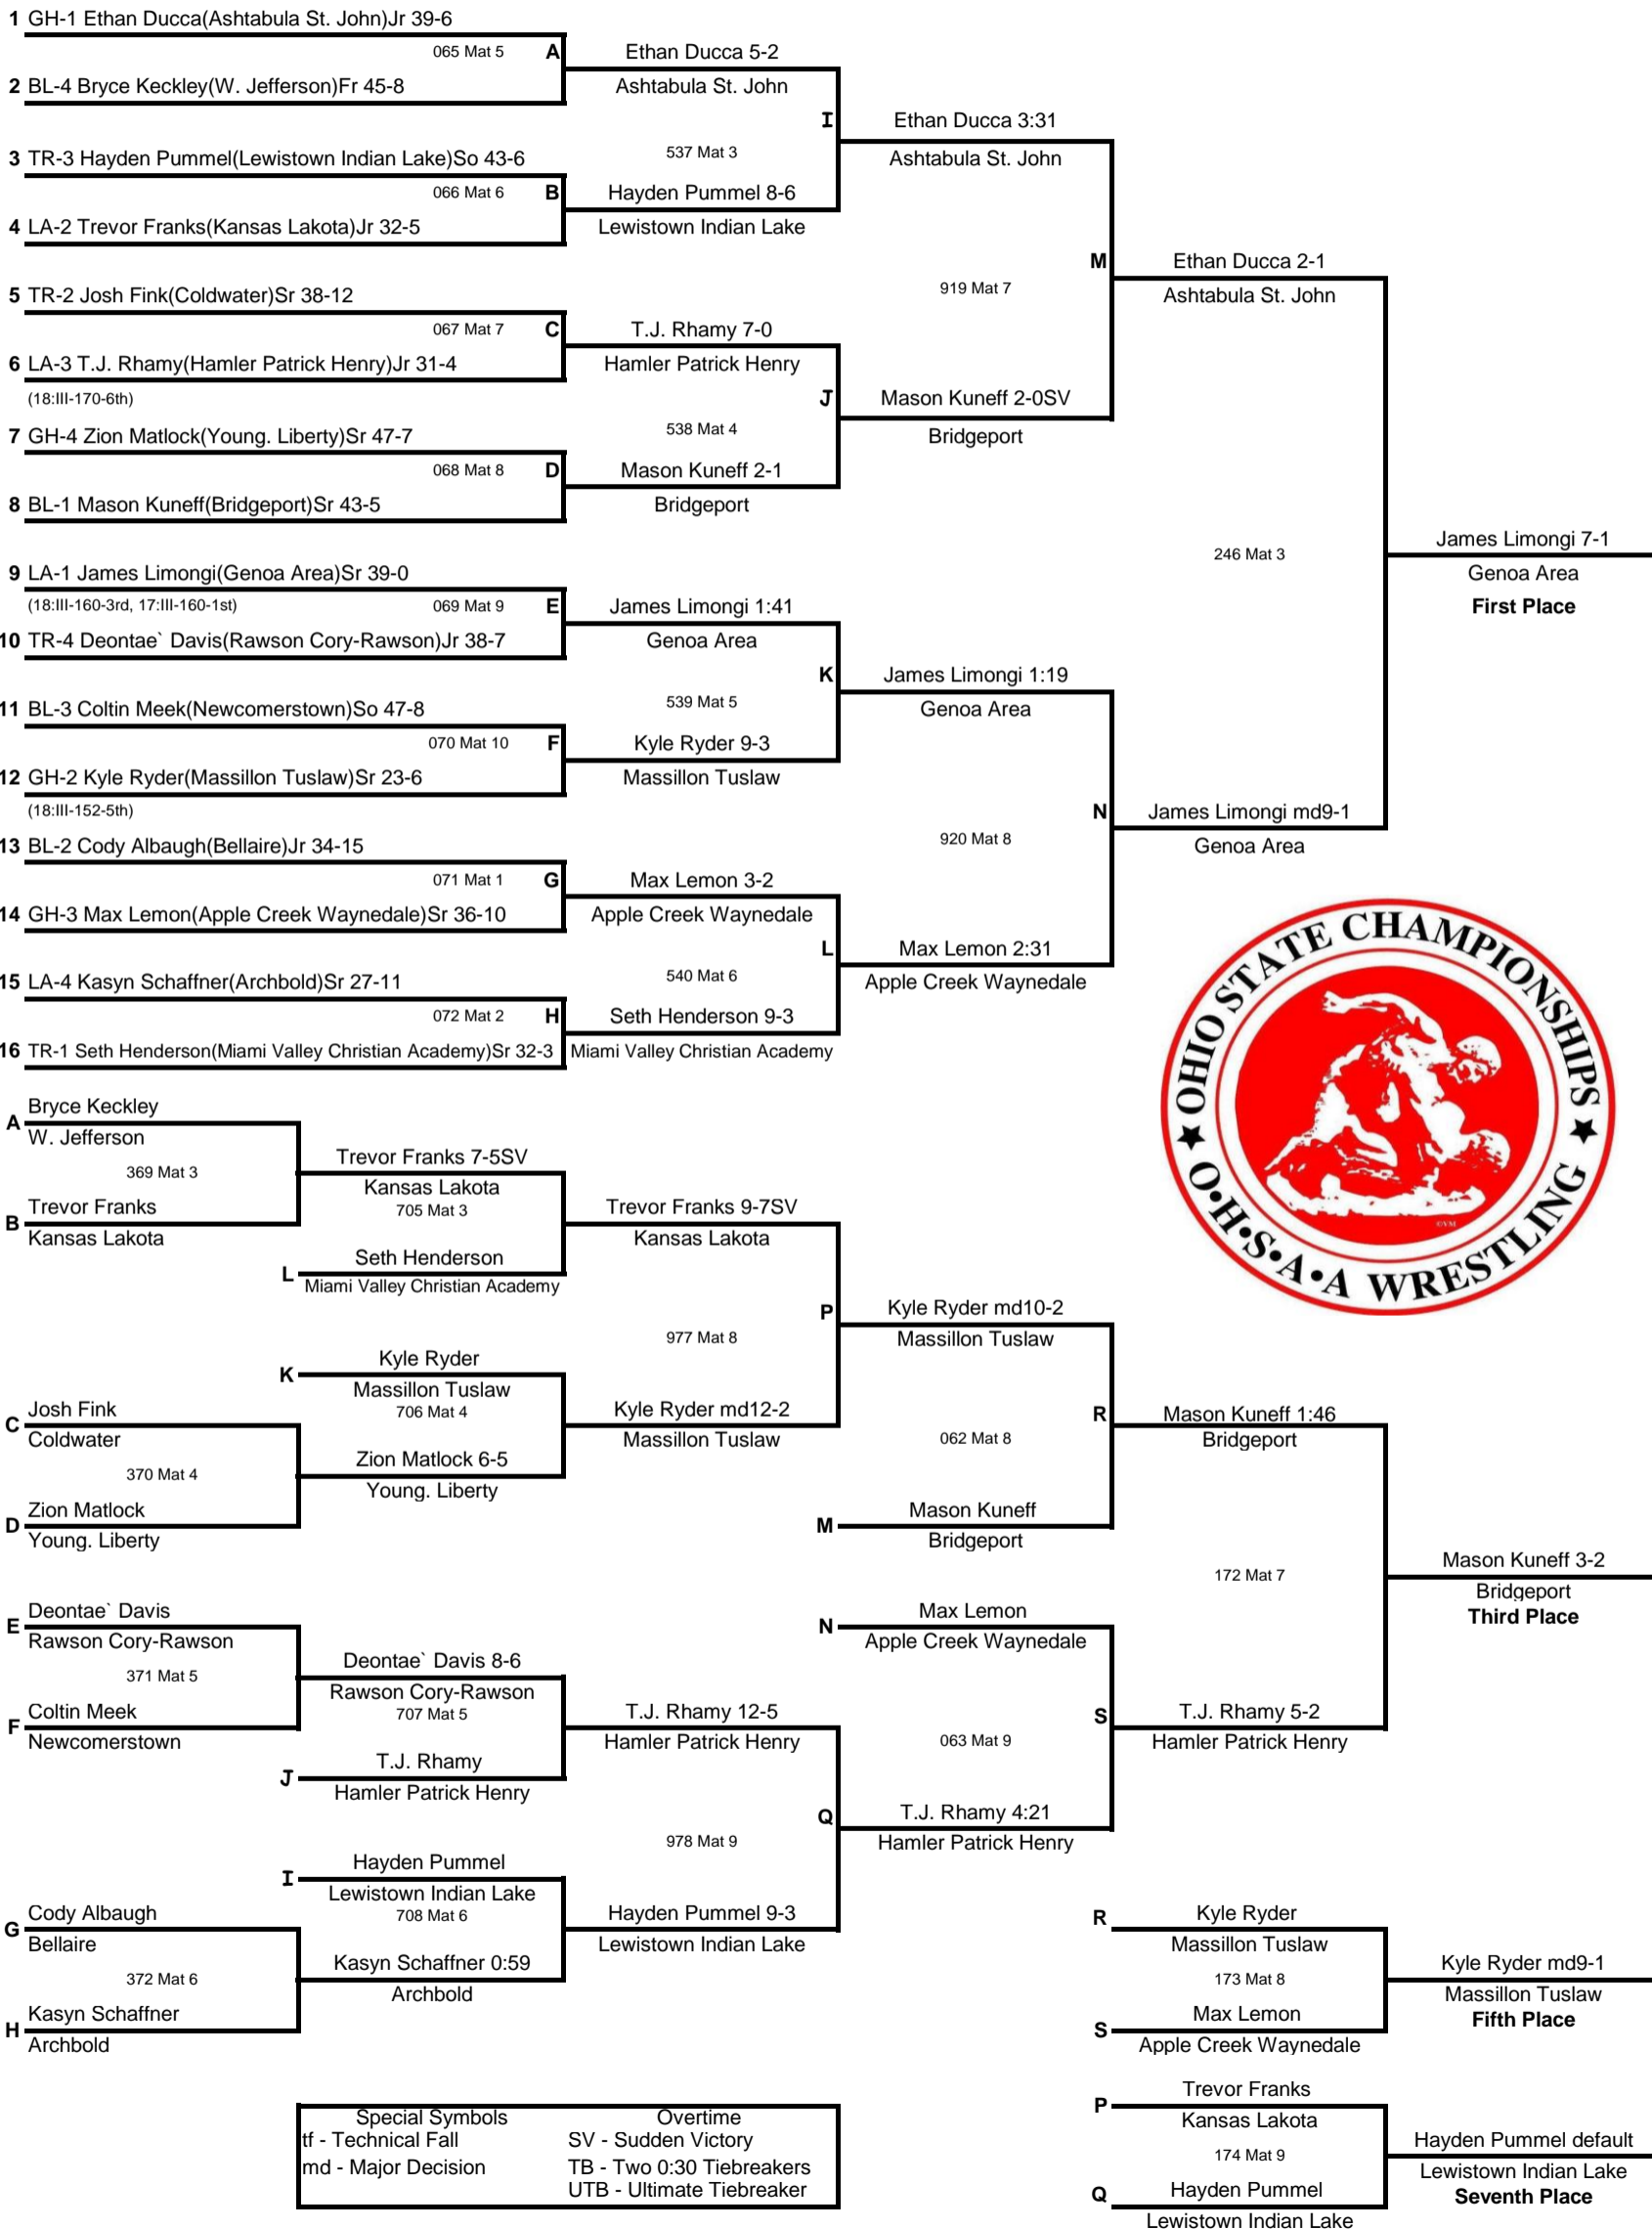 1 GH-1 Ethan Ducca(Ashtabula St. John)Jr 39-6
065 Mat 5 A
2 BL-4 Bryce Keckley(W. Jefferson)Fr 45-8
Ethan Ducca 5-2
Ashtabula St. John
3 TR-3 Hayden Pummel(Lewistown Indian Lake)So 43-6
066 Mat 6 B
4 LA-2 Trevor Franks(Kansas Lakota)Jr 32-5
537 Mat 3 I
Hayden Pummel 8-6
Lewistown Indian Lake
Ethan Ducca 3:31
Ashtabula St. John
5 TR-2 Josh Fink(Coldwater)Sr 38-12
067 Mat 7 C
6 LA-3 T.J. Rhamy(Hamler Patrick Henry)Jr 31-4
(18:III-170-6th)
T.J. Rhamy 7-0
Hamler Patrick Henry
7 GH-4 Zion Matlock(Young. Liberty)Sr 47-7
068 Mat 8 D
8 BL-1 Mason Kuneff(Bridgeport)Sr 43-5
538 Mat 4 J
Mason Kuneff 2-1
Bridgeport
919 Mat 7 M
Mason Kuneff 2-0SV
Bridgeport
Ethan Ducca 2-1
Ashtabula St. John
9 LA-1 James Limongi(Genoa Area)Sr 39-0
(18:III-160-3rd, 17:III-160-1st)
069 Mat 9 E
10 TR-4 Deontae` Davis(Rawson Cory-Rawson)Jr 38-7
James Limongi 1:41
Genoa Area
11 BL-3 Coltin Meek(Newcomerstown)So 47-8
070 Mat 10 F
12 GH-2 Kyle Ryder(Massillon Tuslaw)Sr 23-6
(18:III-152-5th)
539 Mat 5 K
Kyle Ryder 9-3
Massillon Tuslaw
James Limongi 1:19
Genoa Area
246 Mat 3
James Limongi 7-1
Genoa Area
First Place
13 BL-2 Cody Albaugh(Bellaire)Jr 34-15
071 Mat 1 G
14 GH-3 Max Lemon(Apple Creek Waynedale)Sr 36-10
Max Lemon 3-2
Apple Creek Waynedale
15 LA-4 Kasyn Schaffner(Archbold)Sr 27-11
072 Mat 2 H
16 TR-1 Seth Henderson(Miami Valley Christian Academy)Sr 32-3
540 Mat 6 L
Seth Henderson 9-3
Miami Valley Christian Academy
920 Mat 8 N
Max Lemon 2:31
Apple Creek Waynedale
James Limongi md9-1
Genoa Area
★ OHIO STATE CHAMPIONSHIPS ★
O•H•S•A•A WRESTLING
©VM
A Bryce Keckley
W. Jefferson
369 Mat 3
B Trevor Franks
Kansas Lakota
Trevor Franks 7-5SV
Kansas Lakota
705 Mat 3
L Seth Henderson
Miami Valley Christian Academy
Trevor Franks 9-7SV
Kansas Lakota
K Kyle Ryder
Massillon Tuslaw
706 Mat 4
C Josh Fink
Coldwater
370 Mat 4
D Zion Matlock
Young. Liberty
Zion Matlock 6-5
Young. Liberty
977 Mat 8 P
Kyle Ryder md12-2
Massillon Tuslaw
Kyle Ryder md10-2
Massillon Tuslaw
062 Mat 8 R
M Mason Kuneff
Bridgeport
Mason Kuneff 1:46
Bridgeport
172 Mat 7
Mason Kuneff 3-2
Bridgeport
Third Place
E Deontae` Davis
Rawson Cory-Rawson
371 Mat 5
F Coltin Meek
Newcomerstown
Deontae` Davis 8-6
Rawson Cory-Rawson
707 Mat 5
J T.J. Rhamy
Hamler Patrick Henry
T.J. Rhamy 12-5
Hamler Patrick Henry
N Max Lemon
Apple Creek Waynedale
063 Mat 9 S
T.J. Rhamy 5-2
Hamler Patrick Henry
978 Mat 9 Q
T.J. Rhamy 4:21
Hamler Patrick Henry
I Hayden Pummel
Lewistown Indian Lake
708 Mat 6
G Cody Albaugh
Bellaire
372 Mat 6
H Kasyn Schaffner
Archbold
Kasyn Schaffner 0:59
Archbold
Hayden Pummel 9-3
Lewistown Indian Lake
R Kyle Ryder
Massillon Tuslaw
173 Mat 8
S Max Lemon
Apple Creek Waynedale
Kyle Ryder md9-1
Massillon Tuslaw
Fifth Place
P Trevor Franks
Kansas Lakota
174 Mat 9
Q Hayden Pummel
Lewistown Indian Lake
Hayden Pummel default
Lewistown Indian Lake
Seventh Place
Special Symbols Overtime
tf - Technical Fall SV - Sudden Victory
md - Major Decision TB - Two 0:30 Tiebreakers
UTB - Ultimate Tiebreaker